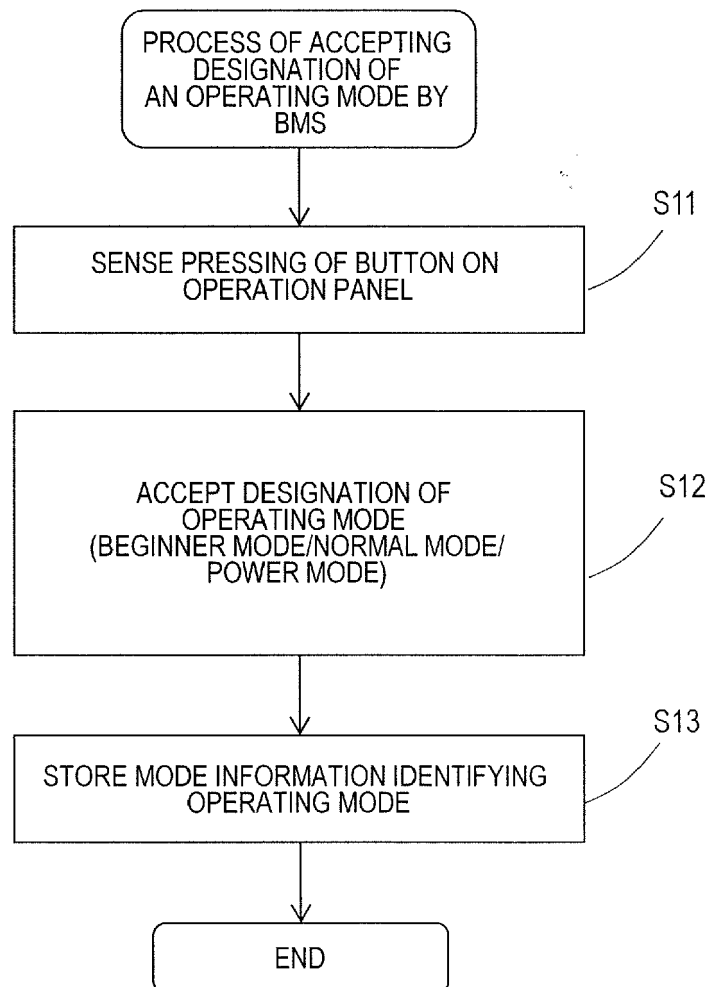 PROCESS OF ACCEPTING
DESIGNATION OF
AN OPERATING MODE BY
BMS
S11
SENSE PRESSING OF BUTTON ON
OPERATION PANEL
S12
ACCEPT DESIGNATION OF
OPERATING MODE
(BEGINNER MODE/NORMAL MODE/
POWER MODE)
S13
STORE MODE INFORMATION IDENTIFYING
OPERATING MODE
END